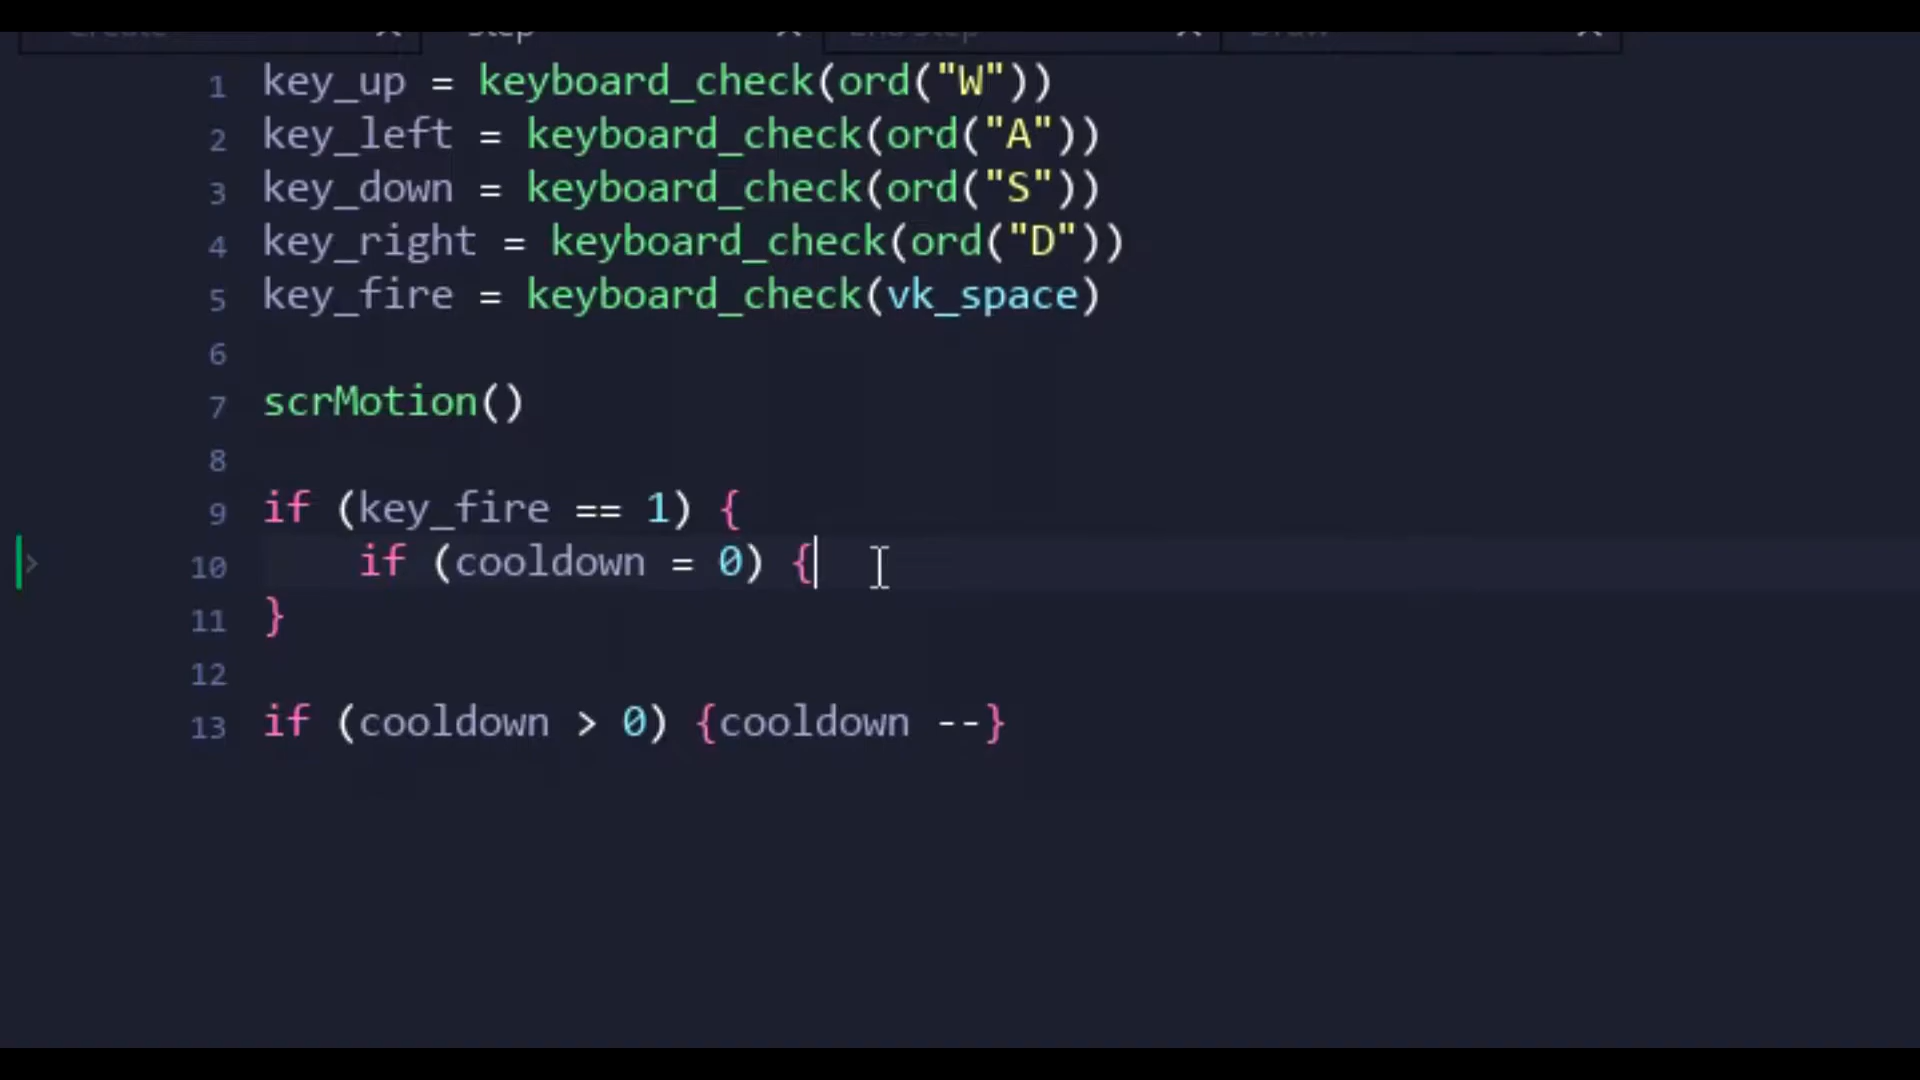 Step
1 key_up = keyboard_check(ord("W"))
2 key_left = keyboard_check(ord("A"))
3 key_down = keyboard_check(ord("S"))
4 key_right = keyboard_check(ord("D"))
5 key_fire = keyboard_check(vk_space)
6
7 scrMotion()
8
9 if (key_fire == 1) {
10 if (cooldown = 0) {
11 }
12
13 if (cooldown > 0) {cooldown --}